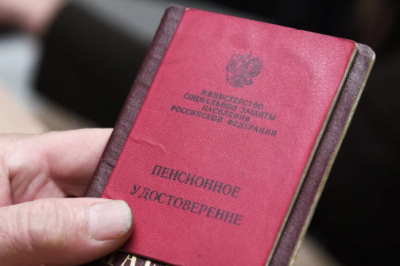 МИНИСТЕРСТВО
СОЦИАЛЬНОЙ ЗАЩИТЫ
НАСЕЛЕНИЯ
РОССИЙСКОЙ ФЕДЕРАЦИИ
ПЕНСИОННОЕ
УДОСТОВЕРЕНИЕ